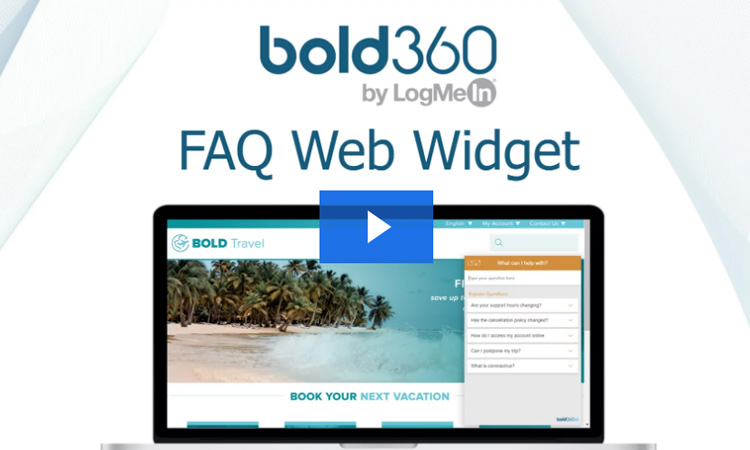 bold360
by LogMeIn
FAQ Web Widget
English ▼ My Account ▼ Contact Us ▼
BOLD Travel
What can I help with?
Type your question here
Popular Questions
Are your support hours changing?
Has the cancellation policy changed?
How do I access my account online
Can I postpone my trip?
What is coronavirus?
save up
BOOK YOUR NEXT VACATION
bold360